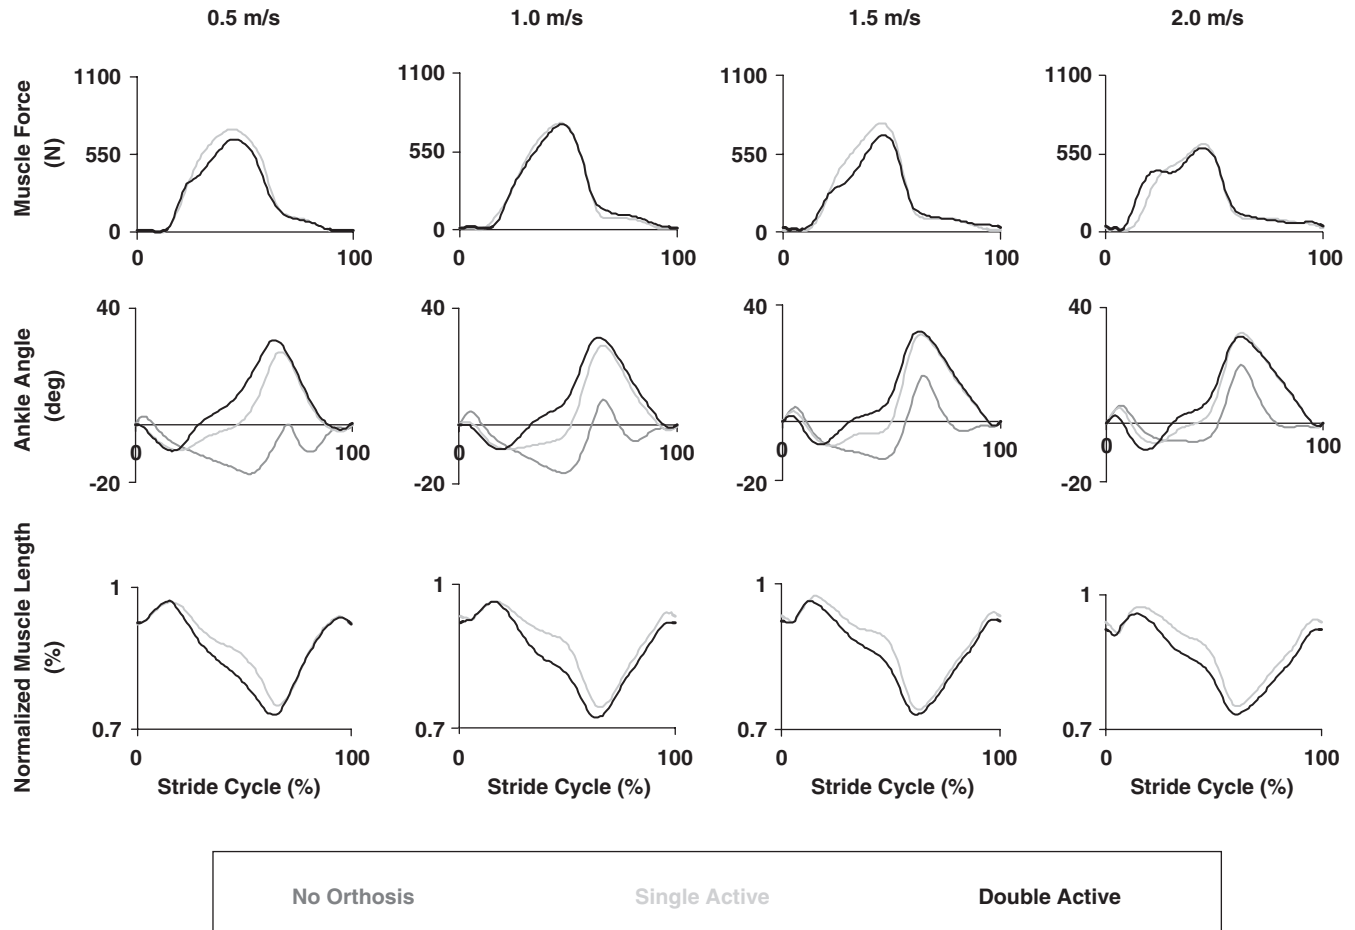 0.5 m/s 1.0 m/s 1.5 m/s 2.0 m/s
Muscle Force
(N)
1100 1100 1100 1100
550 550 550 550
0 0 0 0
0 100 0 100 0 100 0 100
Ankle Angle
(deg)
40 40 40 40
0 100 0 100 0 100 0 100
-20 -20 -20 -20
Normalized Muscle Length
(%)
1 1 1 1
0.7 0.7 0.7 0.7
0 100 0 100 0 100 0 100
Stride Cycle (%) Stride Cycle (%) Stride Cycle (%) Stride Cycle (%)
No Orthosis Single Active Double Active